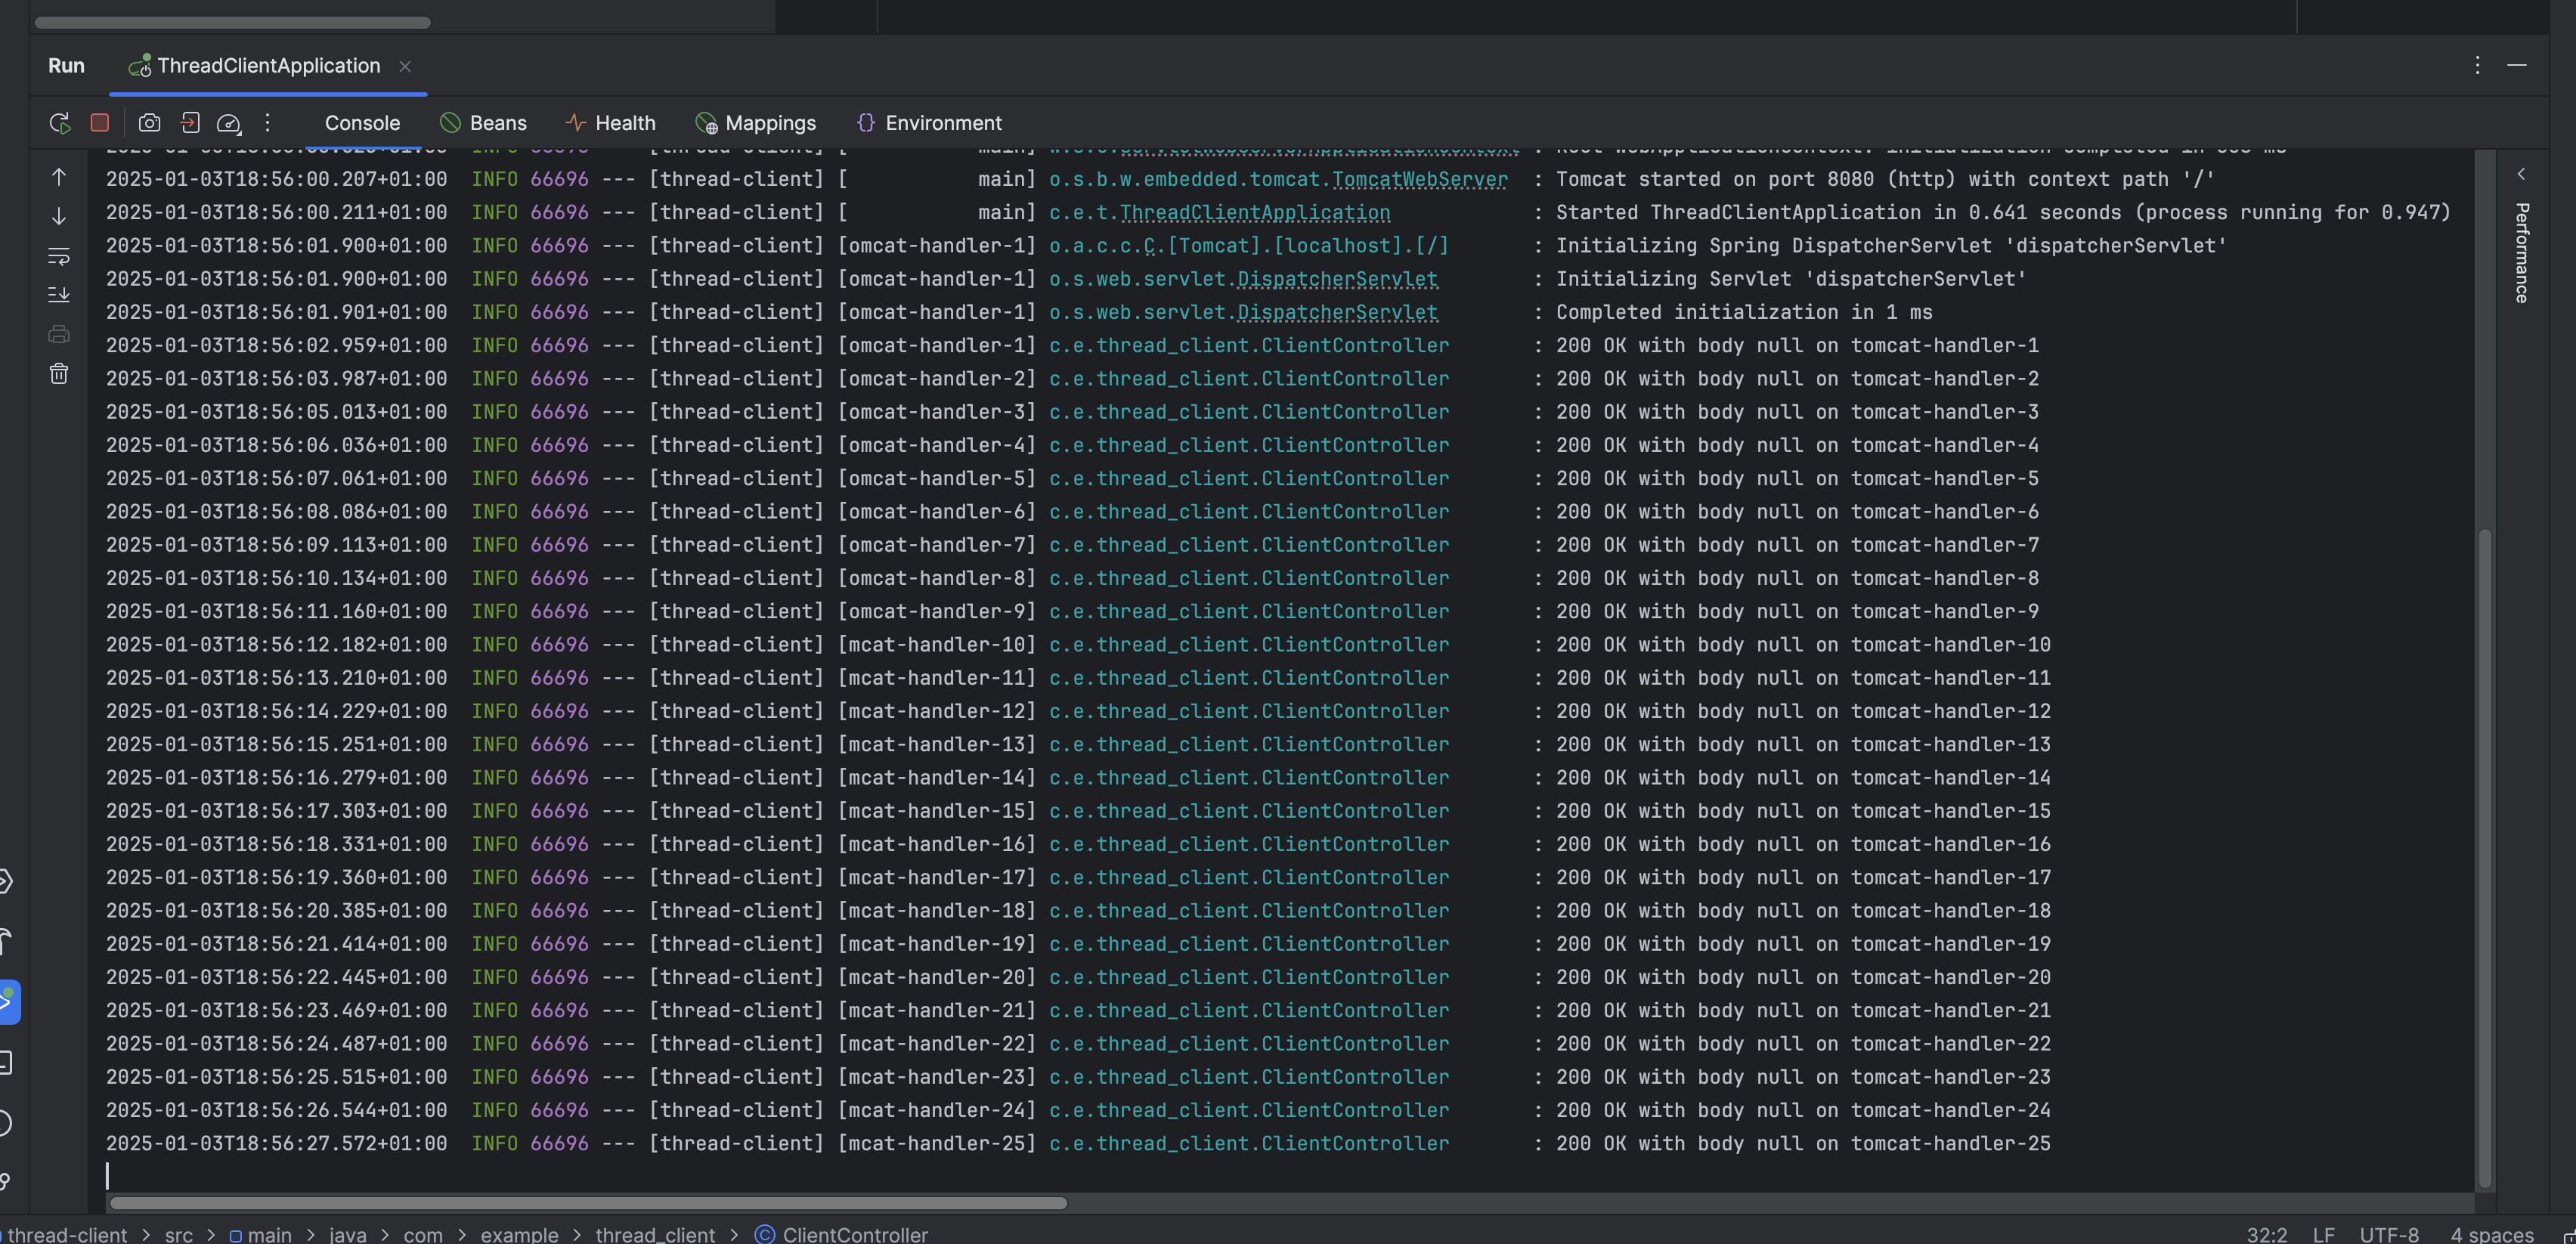 Run ThreadClientApplication
Console Beans Health Mappings Environment
2025-01-03T18:56:00.207+01:00 INFO 66696 --- [thread-client] [ main] o.s.b.w.embedded.tomcat.TomcatWebServer : Tomcat started on port 8080 (http) with context path '/'
2025-01-03T18:56:00.211+01:00 INFO 66696 --- [thread-client] [ main] c.e.t.ThreadClientApplication : Started ThreadClientApplication in 0.641 seconds (process running for 0.947)
2025-01-03T18:56:01.900+01:00 INFO 66696 --- [thread-client] [omcat-handler-1] o.a.c.c.C.[Tomcat].[localhost].[/] : Initializing Spring DispatcherServlet 'dispatcherServlet'
2025-01-03T18:56:01.900+01:00 INFO 66696 --- [thread-client] [omcat-handler-1] o.s.web.servlet.DispatcherServlet : Initializing Servlet 'dispatcherServlet'
2025-01-03T18:56:01.901+01:00 INFO 66696 --- [thread-client] [omcat-handler-1] o.s.web.servlet.DispatcherServlet : Completed initialization in 1 ms
2025-01-03T18:56:02.959+01:00 INFO 66696 --- [thread-client] [omcat-handler-1] c.e.thread_client.ClientController : 200 OK with body null on tomcat-handler-1
2025-01-03T18:56:03.987+01:00 INFO 66696 --- [thread-client] [omcat-handler-2] c.e.thread_client.ClientController : 200 OK with body null on tomcat-handler-2
2025-01-03T18:56:05.013+01:00 INFO 66696 --- [thread-client] [omcat-handler-3] c.e.thread_client.ClientController : 200 OK with body null on tomcat-handler-3
2025-01-03T18:56:06.036+01:00 INFO 66696 --- [thread-client] [omcat-handler-4] c.e.thread_client.ClientController : 200 OK with body null on tomcat-handler-4
2025-01-03T18:56:07.061+01:00 INFO 66696 --- [thread-client] [omcat-handler-5] c.e.thread_client.ClientController : 200 OK with body null on tomcat-handler-5
2025-01-03T18:56:08.086+01:00 INFO 66696 --- [thread-client] [omcat-handler-6] c.e.thread_client.ClientController : 200 OK with body null on tomcat-handler-6
2025-01-03T18:56:09.113+01:00 INFO 66696 --- [thread-client] [omcat-handler-7] c.e.thread_client.ClientController : 200 OK with body null on tomcat-handler-7
2025-01-03T18:56:10.134+01:00 INFO 66696 --- [thread-client] [omcat-handler-8] c.e.thread_client.ClientController : 200 OK with body null on tomcat-handler-8
2025-01-03T18:56:11.160+01:00 INFO 66696 --- [thread-client] [omcat-handler-9] c.e.thread_client.ClientController : 200 OK with body null on tomcat-handler-9
2025-01-03T18:56:12.182+01:00 INFO 66696 --- [thread-client] [mcat-handler-10] c.e.thread_client.ClientController : 200 OK with body null on tomcat-handler-10
2025-01-03T18:56:13.210+01:00 INFO 66696 --- [thread-client] [mcat-handler-11] c.e.thread_client.ClientController : 200 OK with body null on tomcat-handler-11
2025-01-03T18:56:14.229+01:00 INFO 66696 --- [thread-client] [mcat-handler-12] c.e.thread_client.ClientController : 200 OK with body null on tomcat-handler-12
2025-01-03T18:56:15.251+01:00 INFO 66696 --- [thread-client] [mcat-handler-13] c.e.thread_client.ClientController : 200 OK with body null on tomcat-handler-13
2025-01-03T18:56:16.279+01:00 INFO 66696 --- [thread-client] [mcat-handler-14] c.e.thread_client.ClientController : 200 OK with body null on tomcat-handler-14
2025-01-03T18:56:17.303+01:00 INFO 66696 --- [thread-client] [mcat-handler-15] c.e.thread_client.ClientController : 200 OK with body null on tomcat-handler-15
2025-01-03T18:56:18.331+01:00 INFO 66696 --- [thread-client] [mcat-handler-16] c.e.thread_client.ClientController : 200 OK with body null on tomcat-handler-16
2025-01-03T18:56:19.360+01:00 INFO 66696 --- [thread-client] [mcat-handler-17] c.e.thread_client.ClientController : 200 OK with body null on tomcat-handler-17
2025-01-03T18:56:20.385+01:00 INFO 66696 --- [thread-client] [mcat-handler-18] c.e.thread_client.ClientController : 200 OK with body null on tomcat-handler-18
2025-01-03T18:56:21.414+01:00 INFO 66696 --- [thread-client] [mcat-handler-19] c.e.thread_client.ClientController : 200 OK with body null on tomcat-handler-19
2025-01-03T18:56:22.445+01:00 INFO 66696 --- [thread-client] [mcat-handler-20] c.e.thread_client.ClientController : 200 OK with body null on tomcat-handler-20
2025-01-03T18:56:23.469+01:00 INFO 66696 --- [thread-client] [mcat-handler-21] c.e.thread_client.ClientController : 200 OK with body null on tomcat-handler-21
2025-01-03T18:56:24.487+01:00 INFO 66696 --- [thread-client] [mcat-handler-22] c.e.thread_client.ClientController : 200 OK with body null on tomcat-handler-22
2025-01-03T18:56:25.515+01:00 INFO 66696 --- [thread-client] [mcat-handler-23] c.e.thread_client.ClientController : 200 OK with body null on tomcat-handler-23
2025-01-03T18:56:26.544+01:00 INFO 66696 --- [thread-client] [mcat-handler-24] c.e.thread_client.ClientController : 200 OK with body null on tomcat-handler-24
2025-01-03T18:56:27.572+01:00 INFO 66696 --- [thread-client] [mcat-handler-25] c.e.thread_client.ClientController : 200 OK with body null on tomcat-handler-25
Performance
thread-client > src > main > java > com > example > thread_client > ClientController 32:2 LF UTF-8 4 spaces